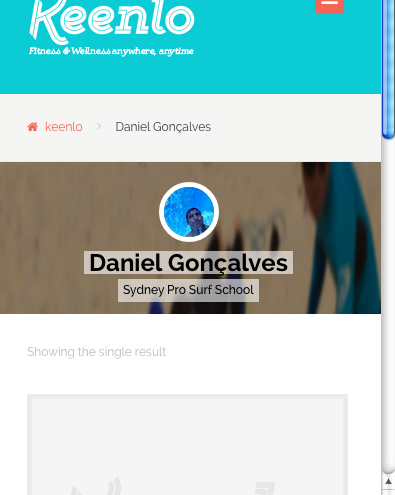 Keenlo
Fitness & Wellness anywhere, anytime
keenlo
Daniel Gonçalves
Daniel Gonçalves
Sydney Pro Surf School
Showing the single result